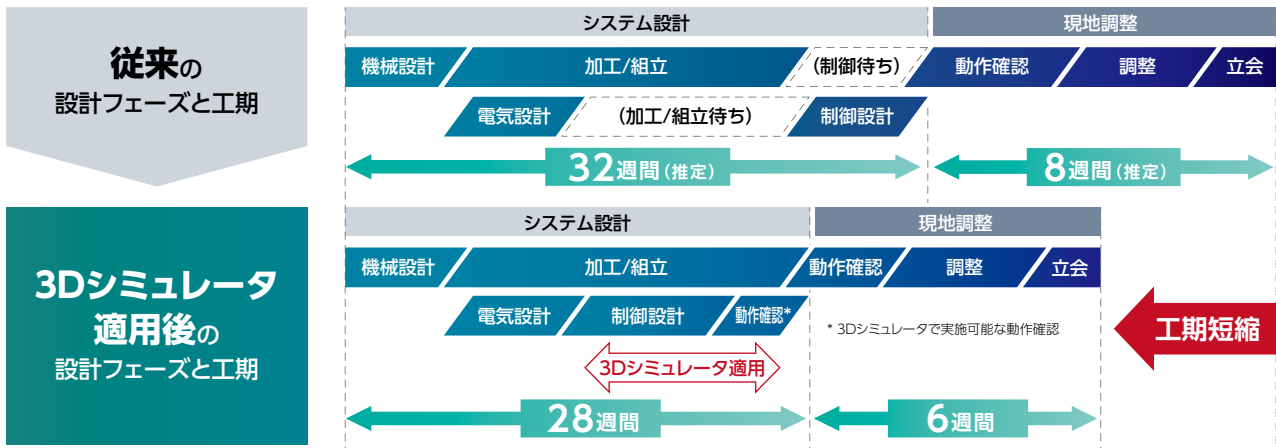 従来の
設計フェーズと工期
システム設計
現地調整
機械設計
加工/組立
(制御待ち)
動作確認
調整
立会
電気設計
(加工/組立待ち)
制御設計
32週間(推定)
8週間(推定)
3Dシミュレータ
適用後の
設計フェーズと工期
システム設計
現地調整
機械設計
加工/組立
動作確認
調整
立会
電気設計
制御設計
動作確認*
* 3Dシミュレータで実施可能な動作確認
3Dシミュレータ適用
28週間
6週間
工期短縮